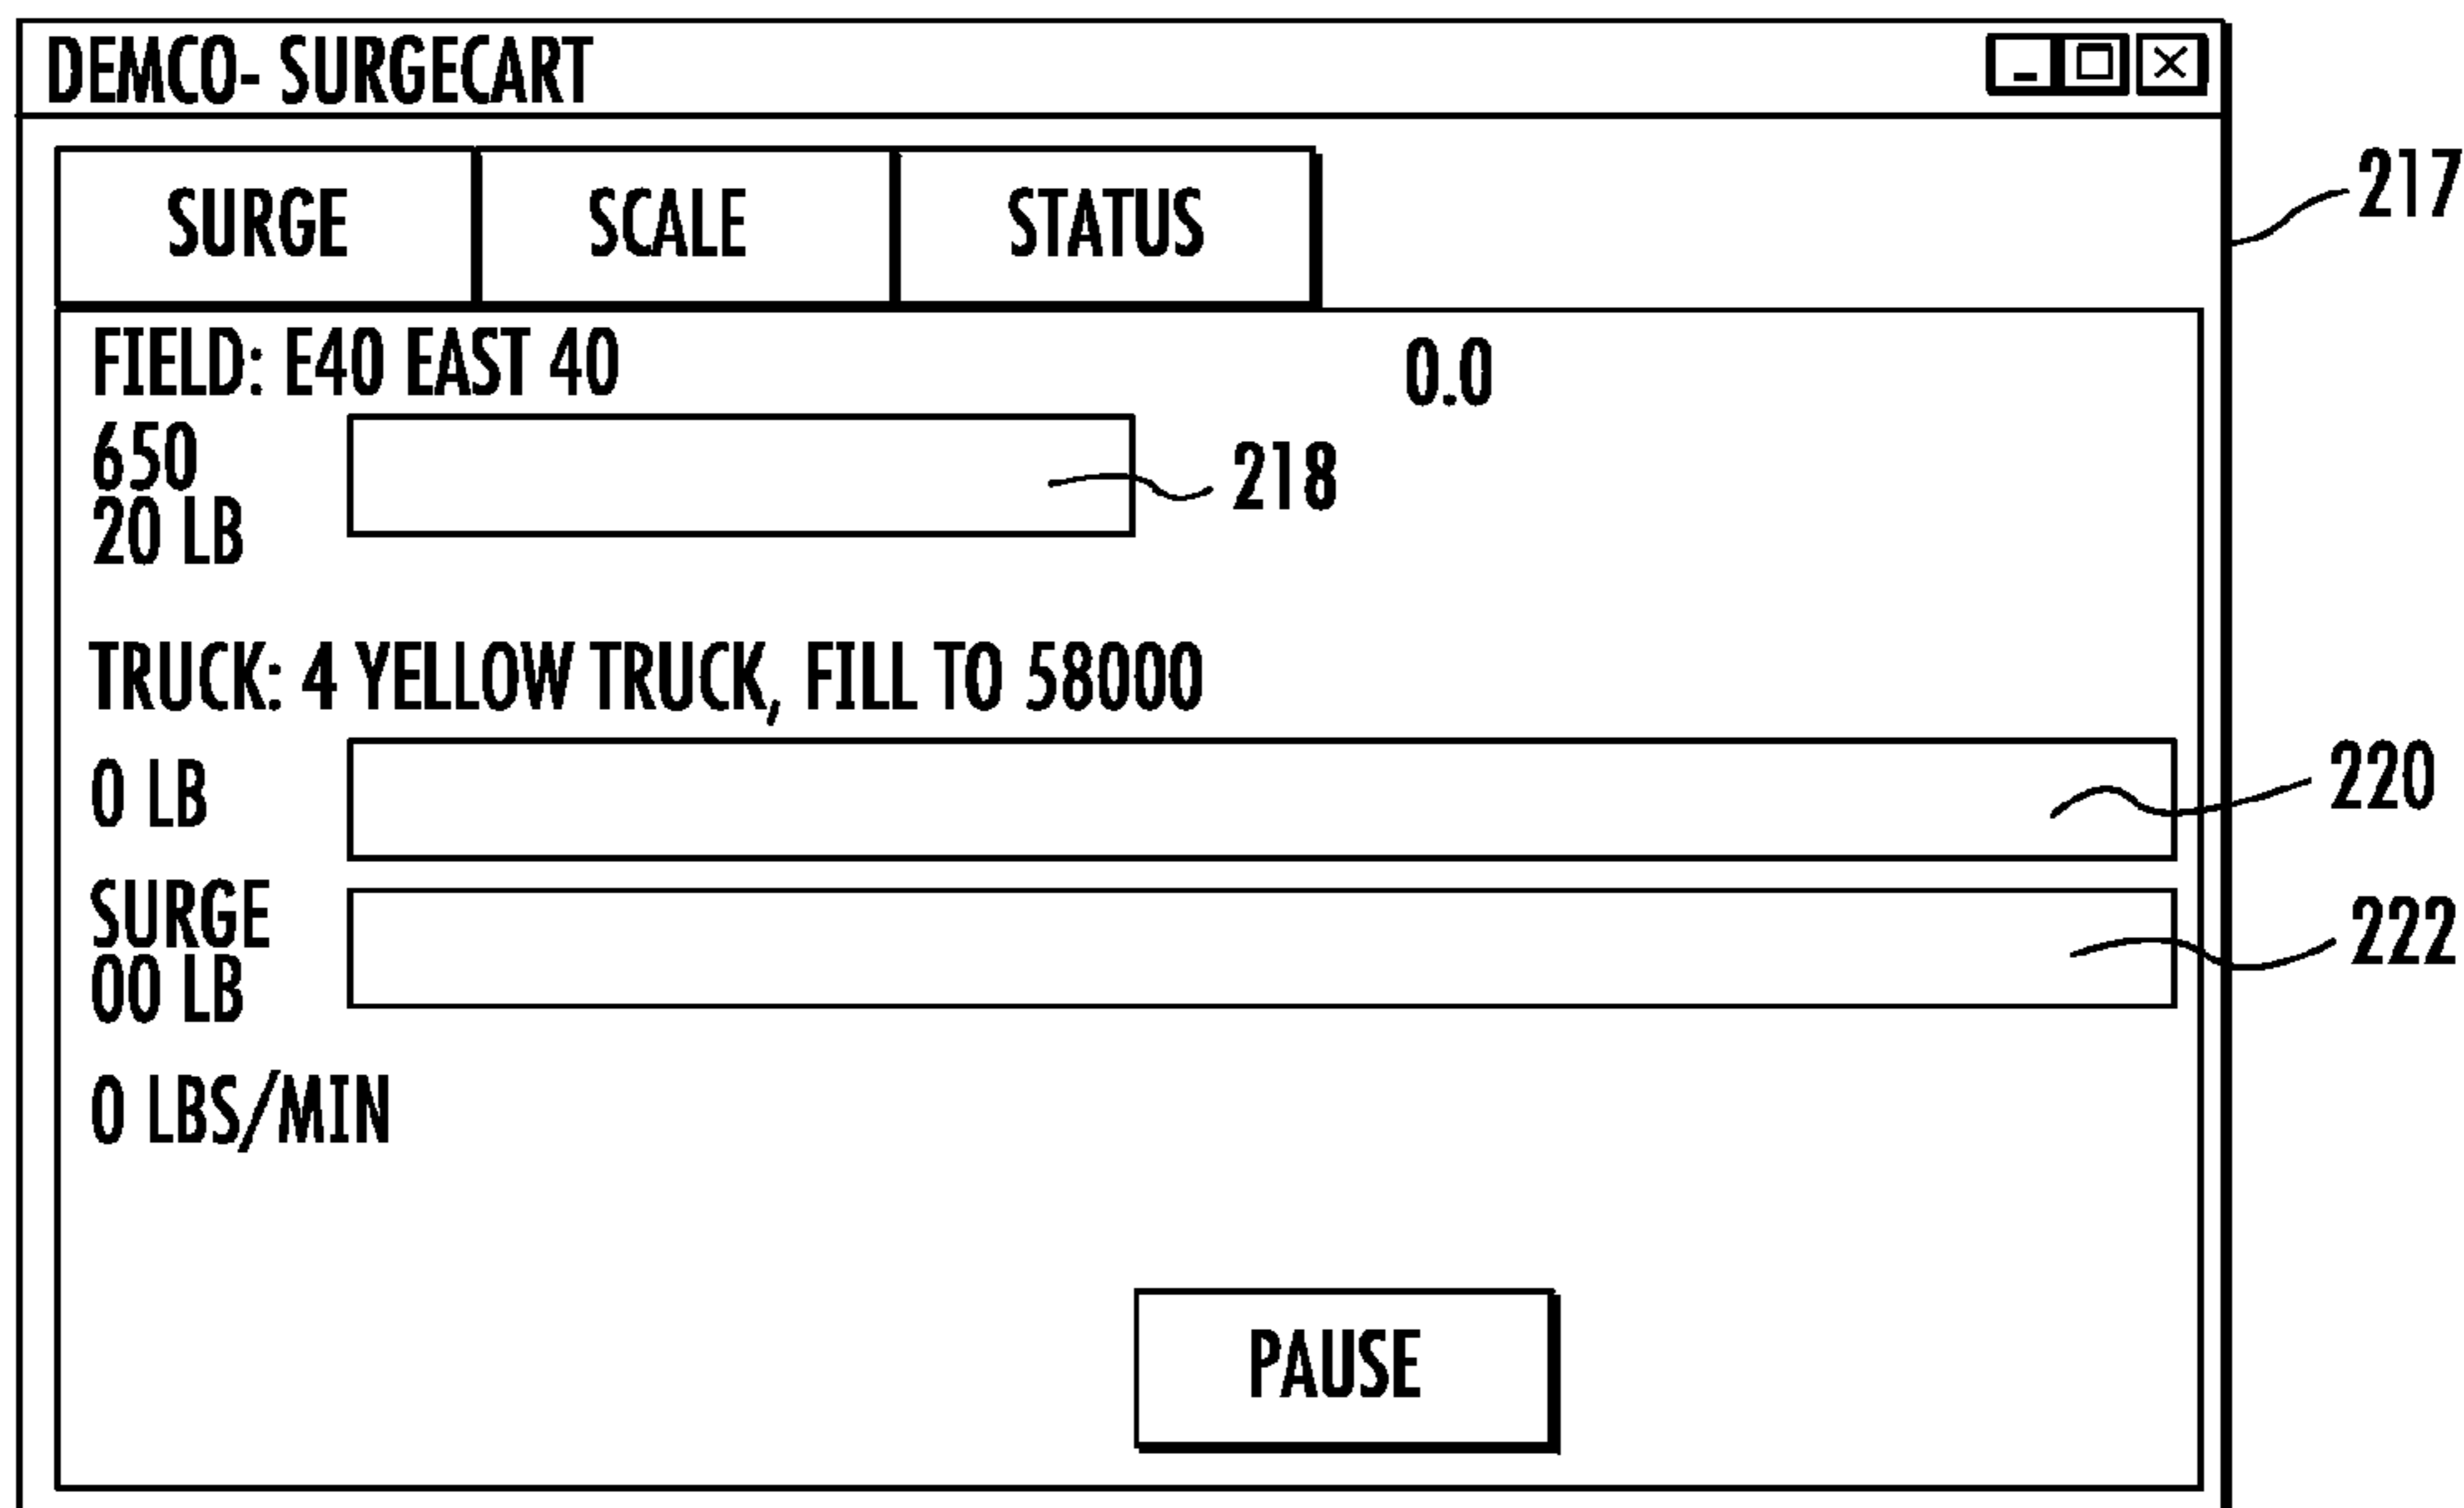 DEMCO- SURGECART
SURGE SCALE STATUS
217
FIELD: E40 EAST 40
0.0
650
20 LB
218
TRUCK: 4 YELLOW TRUCK, FILL TO 58000
0 LB
220
SURGE
00 LB
222
0 LBS/MIN
PAUSE